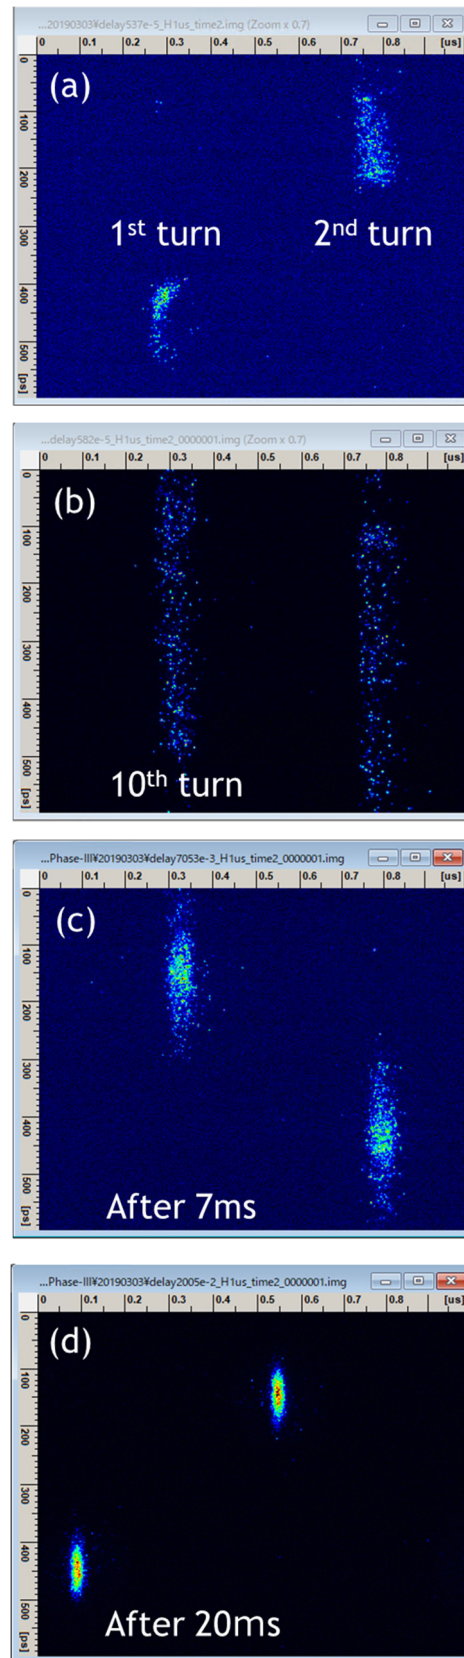 ...20190303¥delay537e-5_H1us_time2.img (Zoom x 0.7)
0 0.1 0.2 0.3 0.4 0.5 0.6 0.7 0.8 [us]
0 100 200 300 400 500 [ps]
(a)
1st turn 2nd turn
...delay582e-5_H1us_time2_0000001.img (Zoom x 0.7)
0 0.1 0.2 0.3 0.4 0.5 0.6 0.7 0.8 [us]
0 100 200 300 400 500 [ps]
(b)
10th turn
...Phase-III¥20190303¥delay7053e-3_H1us_time2_0000001.img
0 0.1 0.2 0.3 0.4 0.5 0.6 0.7 0.8 [us]
0 100 200 300 400 500 [ps]
(c)
After 7ms
...Phase-III¥20190303¥delay2005e-2_H1us_time2_0000001.img
0 0.1 0.2 0.3 0.4 0.5 0.6 0.7 0.8 [us]
0 100 200 300 400 500 [ps]
(d)
After 20ms